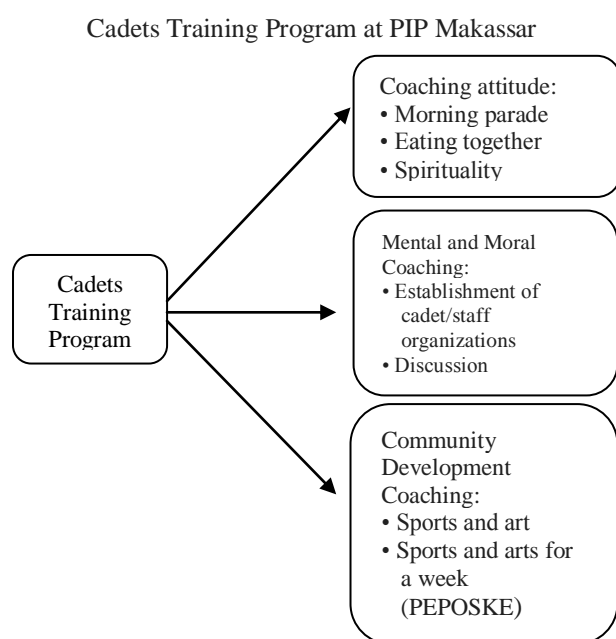 Cadets Training Program at PIP Makassar
Coaching attitude:
• Morning parade
• Eating together
• Spirituality
Cadets
Training
Program
Mental and Moral
Coaching:
• Establishment of
cadet/staff
organizations
• Discussion
Community
Development
Coaching:
• Sports and art
• Sports and arts for
a week
(PEPOSKE)